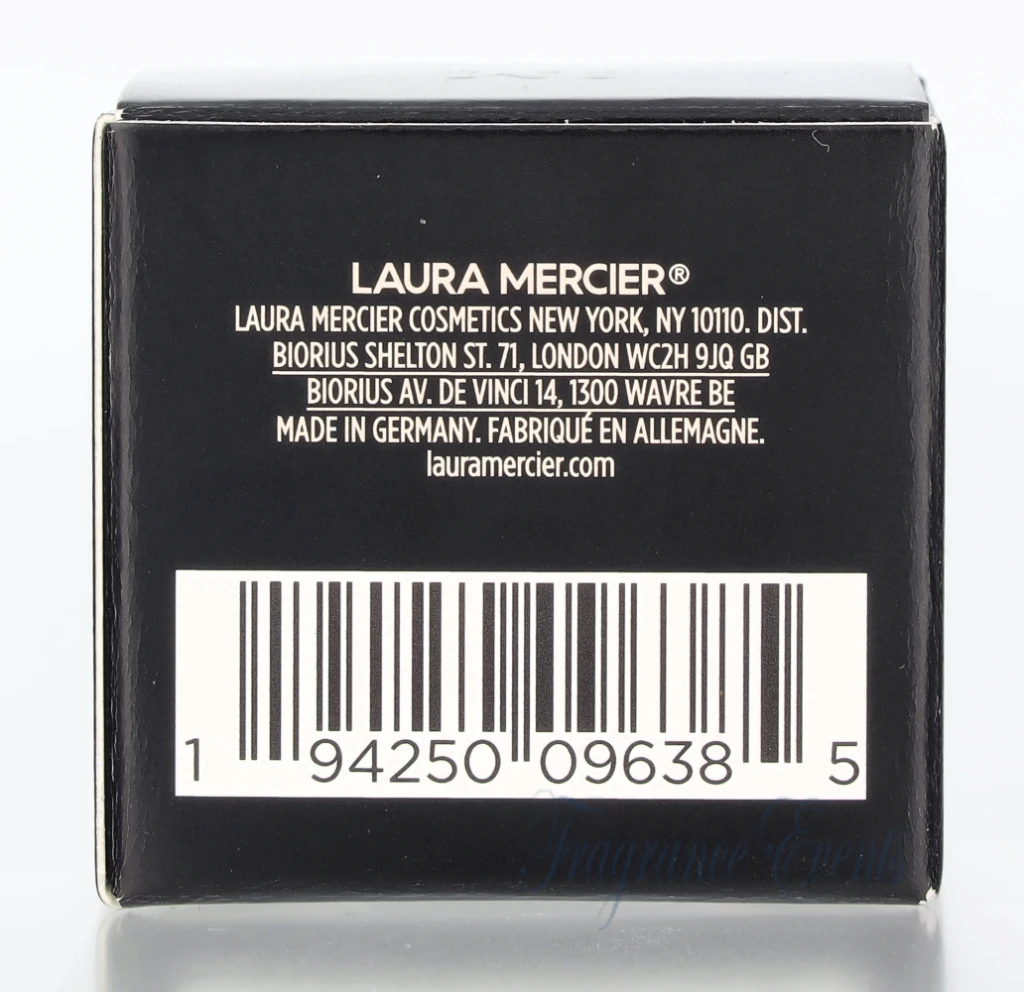 LAURA MERCIER®
LAURA MERCIER COSMETICS NEW YORK, NY 10110. DIST.
BIORIUS SHELTON ST. 71, LONDON WC2H 9JQ GB
BIORIUS AV. DE VINCI 14, 1300 WAVRE BE
MADE IN GERMANY. FABRIQUÉ EN ALLEMAGNE.
lauramercier.com
1 94250 09638 5
Fragrance Event